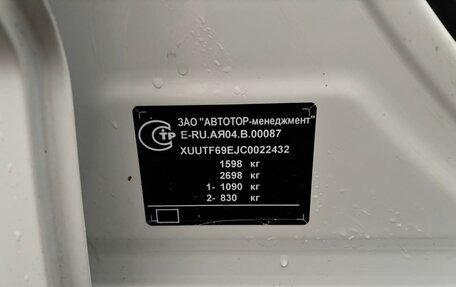 ЗАО "АВТОТОР-менеджмент"
E-RU.АЯ04.В.00087
XUUTF69EJC0022432
1598 кг
2698 кг
1- 1090 кг
2- 830 кг